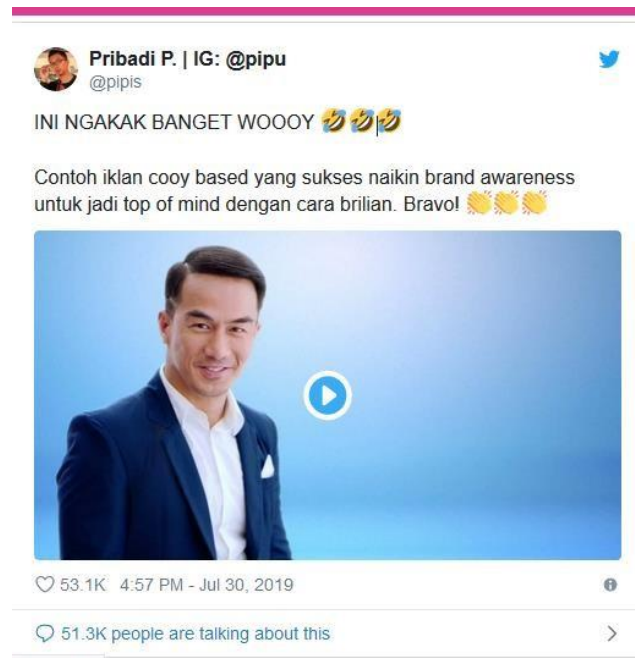 Pribadi P. | IG: @pipu
@pipis
INI NGAKAK BANGET WOOOY 🤣🤣🤣
Contoh iklan cooy based yang sukses naikin brand awareness
untuk jadi top of mind dengan cara brilian. Bravo! 👏👏👏
53.1K 4:57 PM - Jul 30, 2019
51.3K people are talking about this